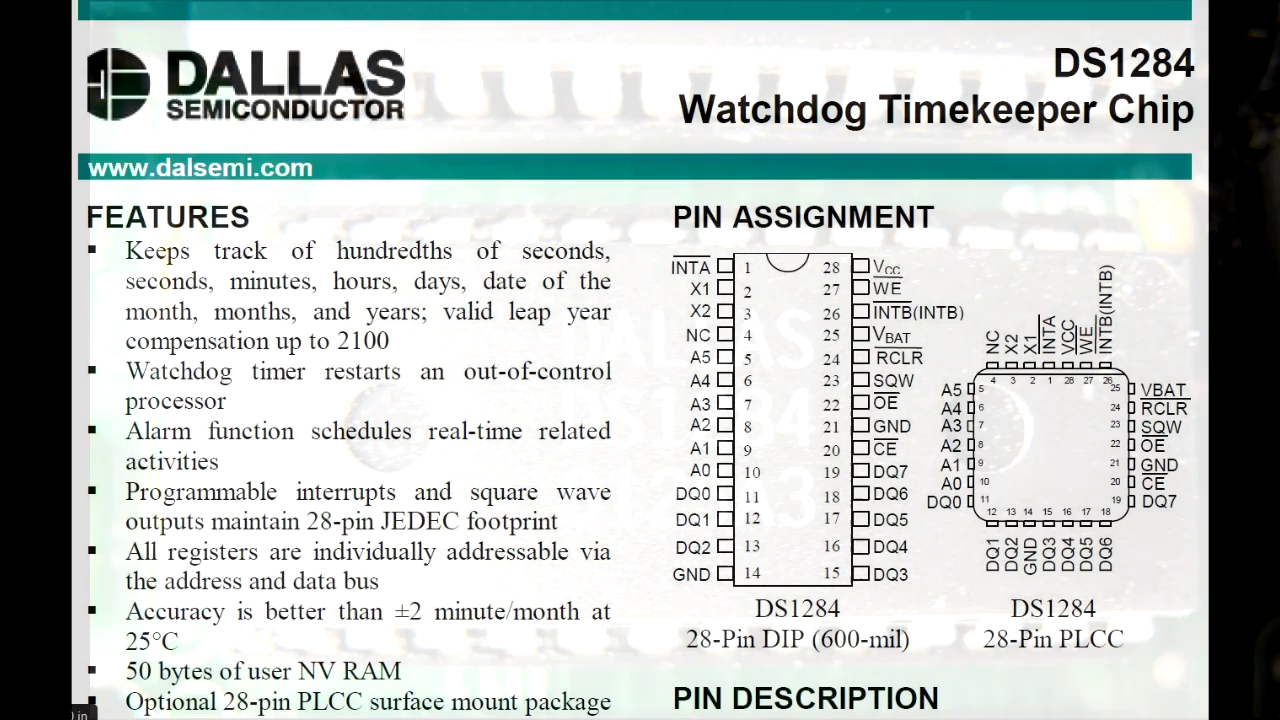 DALLAS
SEMICONDUCTOR
DS1284
Watchdog Timekeeper Chip
www.dalsemi.com
FEATURES
▪ Keeps track of hundredths of seconds,
seconds, minutes, hours, days, date of the
month, months, and years; valid leap year
compensation up to 2100
▪ Watchdog timer restarts an out-of-control
processor
▪ Alarm function schedules real-time related
activities
▪ Programmable interrupts and square wave
outputs maintain 28-pin JEDEC footprint
▪ All registers are individually addressable via
the address and data bus
▪ Accuracy is better than ±2 minute/month at
25°C
▪ 50 bytes of user NV RAM
▪ Optional 28-pin PLCC surface mount package
PIN ASSIGNMENT
INTA 1 28 VCC
X1 2 27 WE
X2 3 26 INTB(INTB)
NC 4 25 VBAT
A5 5 24 RCLR
A4 6 23 SQW
A3 7 22 OE
A2 8 21 GND
A1 9 20 CE
A0 10 19 DQ7
DQ0 11 18 DQ6
DQ1 12 17 DQ5
DQ2 13 16 DQ4
GND 14 15 DQ3
DS1284
28-Pin DIP (600-mil)
NC X2 X1 INTA VCC WE INTB(INTB)
4 3 2 1 28 27 26
A5 5 25 VBAT
A4 6 24 RCLR
A3 7 23 SQW
A2 8 22 OE
A1 9 21 GND
A0 10 20 CE
DQ0 11 19 DQ7
12 13 14 15 16 17 18
DQ1 DQ2 GND DQ3 DQ4 DQ5 DQ6
DS1284
28-Pin PLCC
PIN DESCRIPTION
DALLAS